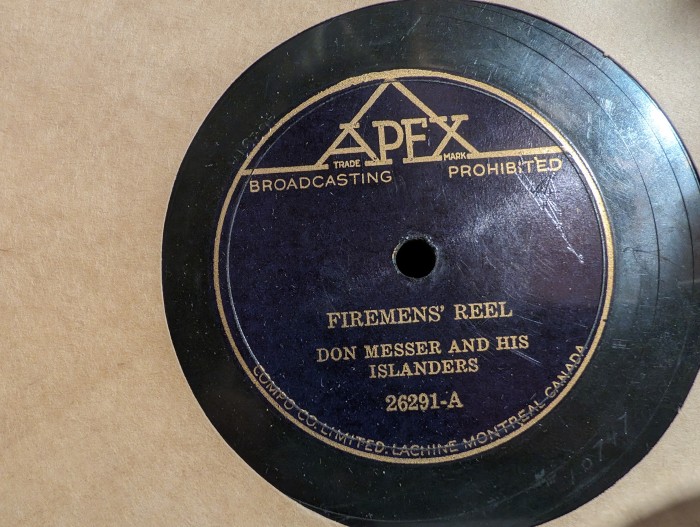 APEX
TRADE MARK
BROADCASTING PROHIBITED
FIREMENS' REEL
DON MESSER AND HIS
ISLANDERS
26291-A
COMPO CO. LIMITED. LACHINE MONTREAL CANADA
10747